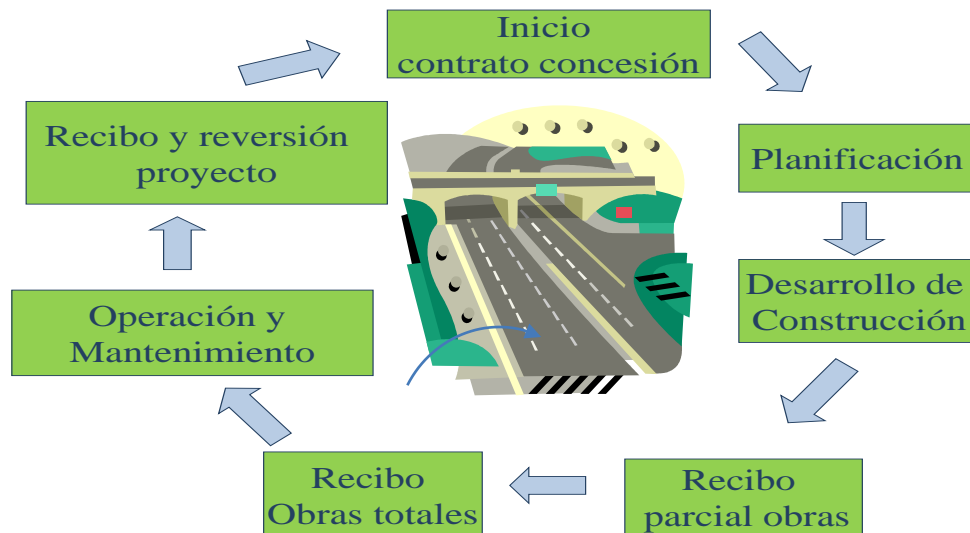 Inicio
contrato concesión
Planificación
Desarrollo de
Construcción
Recibo
parcial obras
Recibo
Obras totales
Operación y
Mantenimiento
Recibo y reversión
proyecto